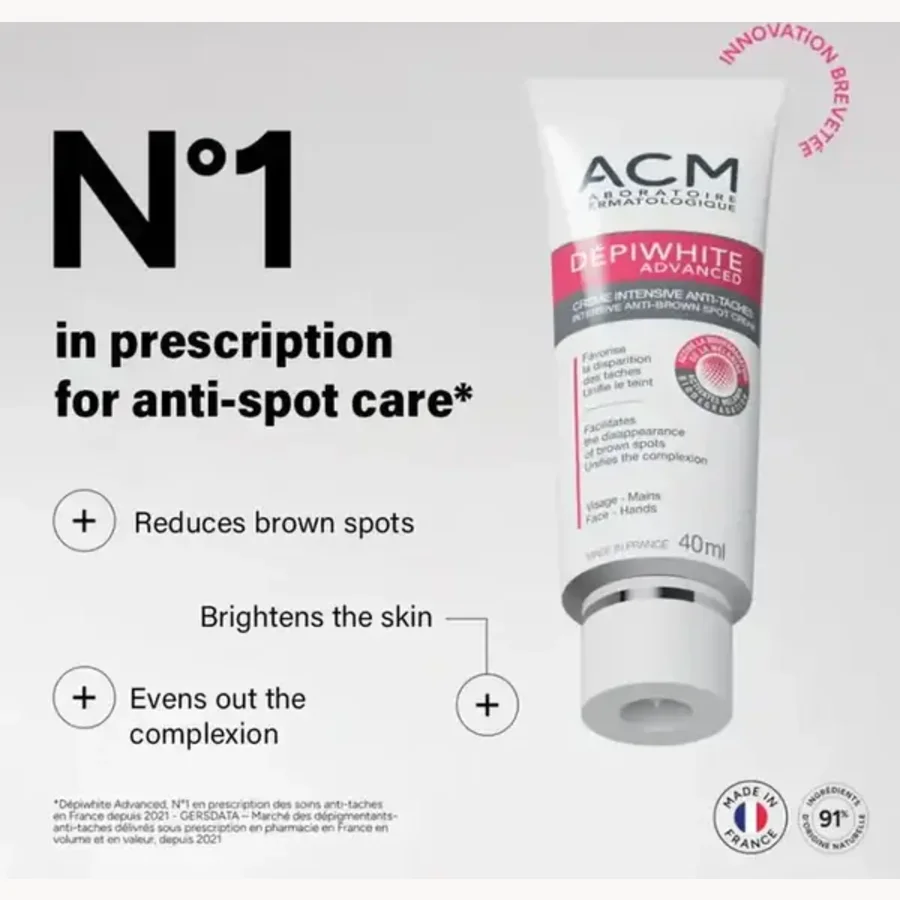 INNOVATION BREVETÉE
N°1
in prescription
for anti-spot care*
Reduces brown spots
Brightens the skin
Evens out the
complexion
ACM
LABORATOIRE
DERMATOLOGIQUE
DÉPIWHITE
ADVANCED
CRÈME INTENSIVE ANTI-TACHES
INTENSIVE ANTI-BROWN SPOT CREAM
Favorise
la disparition
des taches
Unifie le teint
Facilitates
the disappearance
of brown spots
Unifies the complexion
Visage - Mains
Face - Hands
MADE IN FRANCE 40ml
*Dépiwhite Advanced, N°1 en prescription des soins anti-taches
en France depuis 2021 - GERSDATA – Marché des dépigmentants-
anti-taches délivrés sous prescription en pharmacie en France en
volume et en valeur, depuis 2021
MADE IN
FRANCE
INGRÉDIENTS
91%
D'ORIGINE NATURELLE